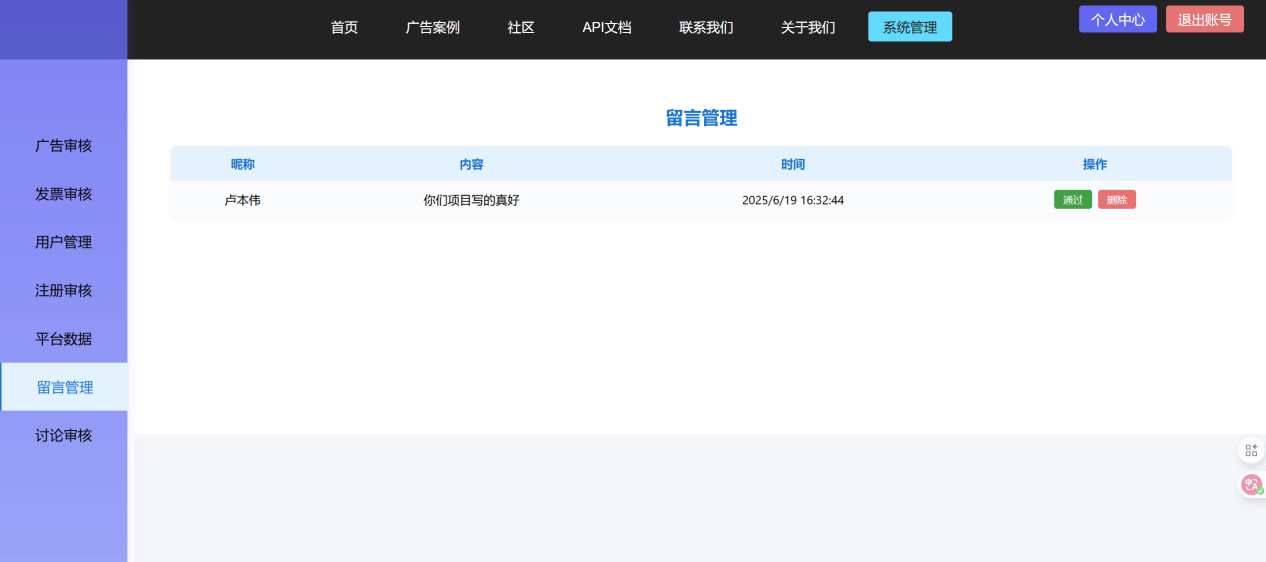 首页 广告案例 社区 API文档 联系我们 关于我们 系统管理 个人中心 退出账号
广告审核
发票审核
用户管理
注册审核
平台数据
留言管理
讨论审核
留言管理
昵称 内容 时间 操作
卢本伟 你们项目写的真好 2025/6/19 16:32:44 通过 删除